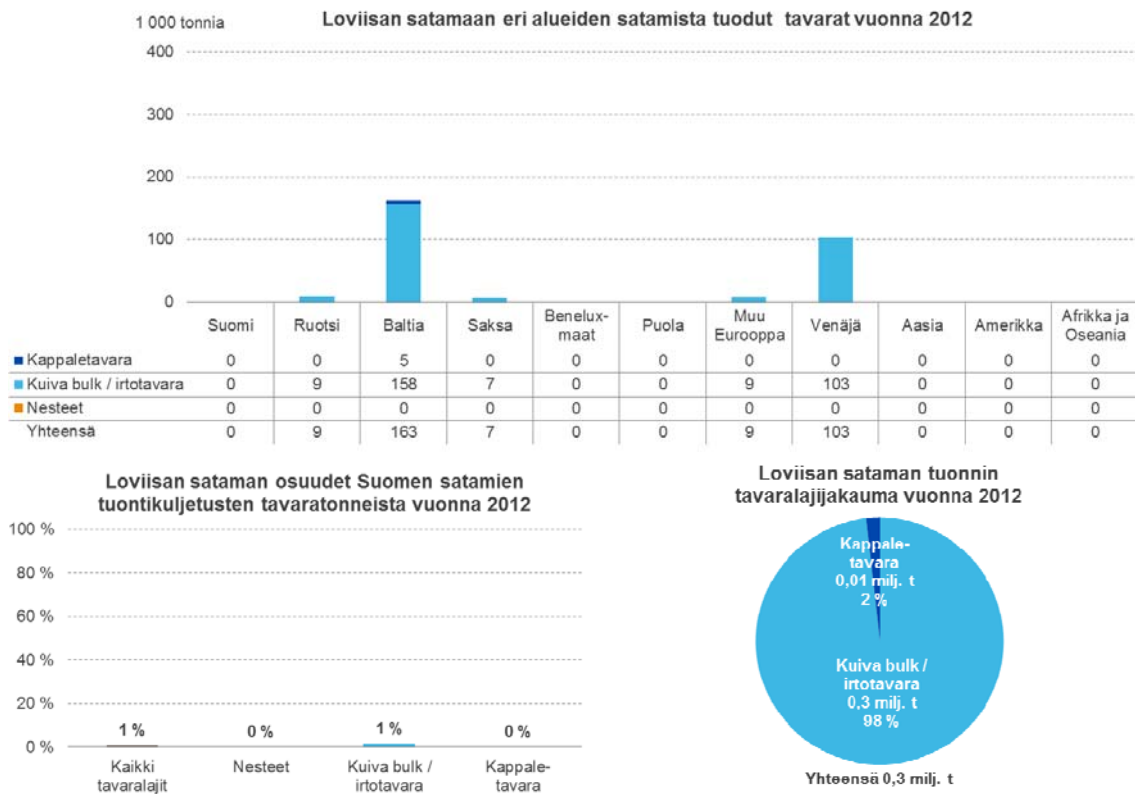 Loviisan satamaan eri alueiden satamista tuodut tavarat vuonna 2012
1 000 tonnia
400
300
200
100
0
Suomi Ruotsi Baltia Saksa Benelux-maat Puola Muu Eurooppa Venäjä Aasia Amerikka Afrikka ja Oseania
Kappaletavara 0 0 5 0 0 0 0 0 0 0 0
Kuiva bulk / irtotavara 0 9 158 7 0 0 9 103 0 0 0
Nesteet 0 0 0 0 0 0 0 0 0 0 0
Yhteensä 0 9 163 7 0 0 9 103 0 0 0
Loviisan sataman osuudet Suomen satamien
tuontikuljetusten tavaratonneista vuonna 2012
100 %
80 %
60 %
40 %
20 %
0 %
1 % 0 % 1 % 0 %
Kaikki tavaralajit Nesteet Kuiva bulk / irtotavara Kappale-tavara
Loviisan sataman tuonnin
tavaralajijakauma vuonna 2012
Kappale-
tavara
0,01 milj. t
2 %
Kuiva bulk /
irtotavara
0,3 milj. t
98 %
Yhteensä 0,3 milj. t